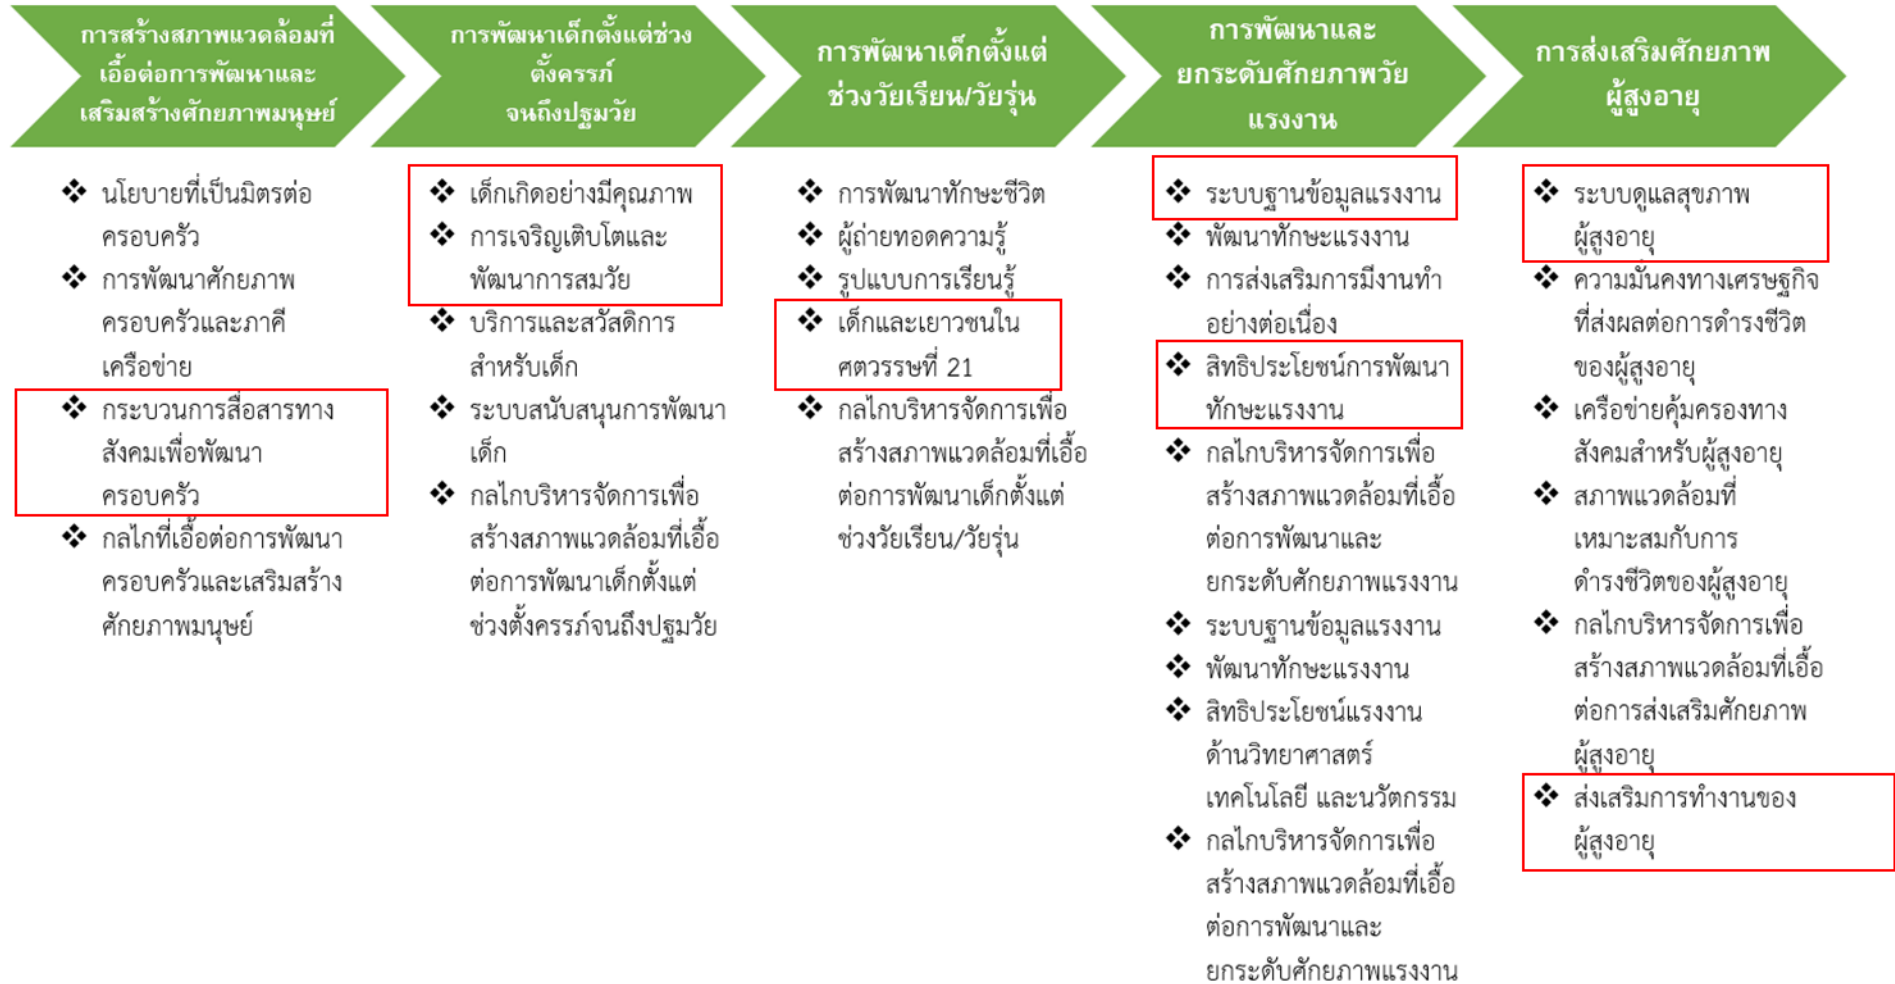 การสร้างสภาพแวดล้อมที่
เอื้อต่อการพัฒนาและ
เสริมสร้างศักยภาพมนุษย์
การพัฒนาเด็กตั้งแต่ช่วง
ตั้งครรภ์
จนถึงปฐมวัย
การพัฒนาเด็กตั้งแต่
ช่วงวัยเรียน/วัยรุ่น
การพัฒนาและ
ยกระดับศักยภาพวัย
แรงงาน
การส่งเสริมศักยภาพ
ผู้สูงอายุ
❖ นโยบายที่เป็นมิตรต่อ
ครอบครัว
❖ การพัฒนาศักยภาพ
ครอบครัวและภาคี
เครือข่าย
❖ กระบวนการสื่อสารทาง
สังคมเพื่อพัฒนา
ครอบครัว
❖ กลไกที่เอื้อต่อการพัฒนา
ครอบครัวและเสริมสร้าง
ศักยภาพมนุษย์
❖ เด็กเกิดอย่างมีคุณภาพ
❖ การเจริญเติบโตและ
พัฒนาการสมวัย
❖ บริการและสวัสดิการ
สำหรับเด็ก
❖ ระบบสนับสนุนการพัฒนา
เด็ก
❖ กลไกบริหารจัดการเพื่อ
สร้างสภาพแวดล้อมที่เอื้อ
ต่อการพัฒนาเด็กตั้งแต่
ช่วงตั้งครรภ์จนถึงปฐมวัย
❖ การพัฒนาทักษะชีวิต
❖ ผู้ถ่ายทอดความรู้
❖ รูปแบบการเรียนรู้
❖ เด็กและเยาวชนใน
ศตวรรษที่ 21
❖ กลไกบริหารจัดการเพื่อ
สร้างสภาพแวดล้อมที่เอื้อ
ต่อการพัฒนาเด็กตั้งแต่
ช่วงวัยเรียน/วัยรุ่น
❖ ระบบฐานข้อมูลแรงงาน
❖ พัฒนาทักษะแรงงาน
❖ การส่งเสริมการมีงานทำ
อย่างต่อเนื่อง
❖ สิทธิประโยชน์การพัฒนา
ทักษะแรงงาน
❖ กลไกบริหารจัดการเพื่อ
สร้างสภาพแวดล้อมที่เอื้อ
ต่อการพัฒนาและ
ยกระดับศักยภาพแรงงาน
❖ ระบบฐานข้อมูลแรงงาน
❖ พัฒนาทักษะแรงงาน
❖ สิทธิประโยชน์แรงงาน
ด้านวิทยาศาสตร์
เทคโนโลยี และนวัตกรรม
❖ กลไกบริหารจัดการเพื่อ
สร้างสภาพแวดล้อมที่เอื้อ
ต่อการพัฒนาและ
ยกระดับศักยภาพแรงงาน
❖ ระบบดูแลสุขภาพ
ผู้สูงอายุ
❖ ความมั่นคงทางเศรษฐกิจ
ที่ส่งผลต่อการดำรงชีวิต
ของผู้สูงอายุ
❖ เครือข่ายคุ้มครองทาง
สังคมสำหรับผู้สูงอายุ
❖ สภาพแวดล้อมที่
เหมาะสมกับการ
ดำรงชีวิตของผู้สูงอายุ
❖ กลไกบริหารจัดการเพื่อ
สร้างสภาพแวดล้อมที่เอื้อ
ต่อการส่งเสริมศักยภาพ
ผู้สูงอายุ
❖ ส่งเสริมการทำงานของ
ผู้สูงอายุ